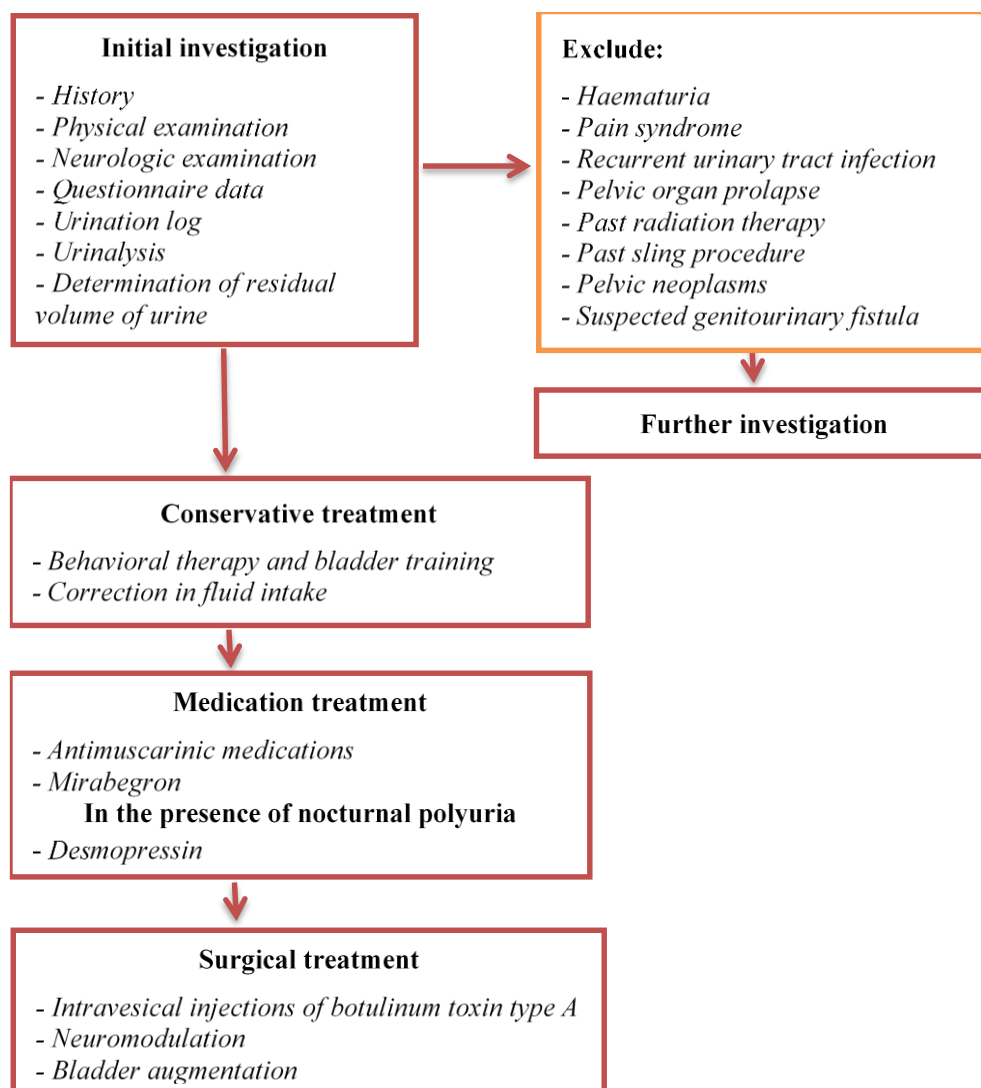 Initial investigation
- History
- Physical examination
- Neurologic examination
- Questionnaire data
- Urination log
- Urinalysis
- Determination of residual
volume of urine
Exclude:
- Haematuria
- Pain syndrome
- Recurrent urinary tract infection
- Pelvic organ prolapse
- Past radiation therapy
- Past sling procedure
- Pelvic neoplasms
- Suspected genitourinary fistula
Further investigation
Conservative treatment
- Behavioral therapy and bladder training
- Correction in fluid intake
Medication treatment
- Antimuscarinic medications
- Mirabegron
In the presence of nocturnal polyuria
- Desmopressin
Surgical treatment
- Intravesical injections of botulinum toxin type A
- Neuromodulation
- Bladder augmentation